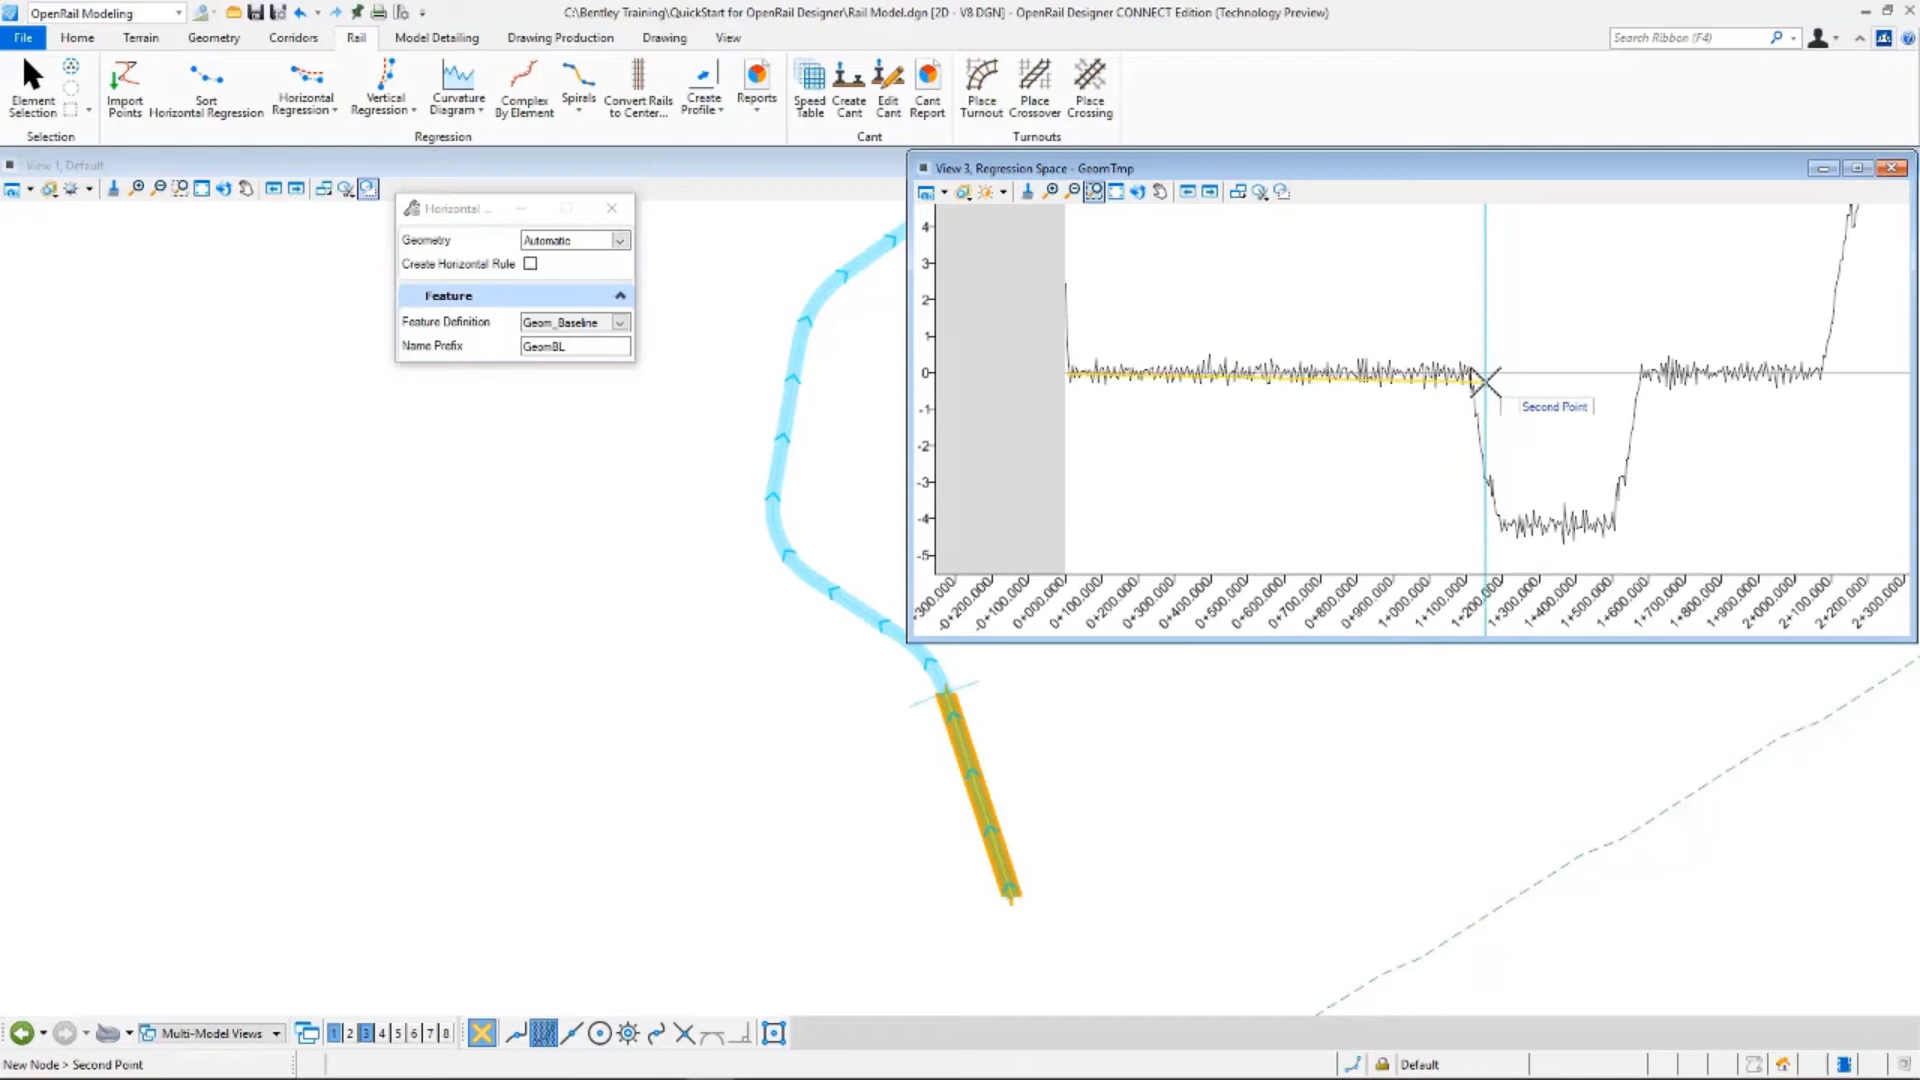 OpenRail Modeling
C:\Bentley Training\QuickStart for OpenRail Designer\Rail Model.dgn [2D - V8 DGN] - OpenRail Designer CONNECT Edition (Technology Preview)
File Home Terrain Geometry Corridors Rail Model Detailing Drawing Production Drawing View
Search Ribbon (F4)
Element Selection
Import Points
Sort Horizontal Regression
Horizontal Regression
Vertical Regression
Curvature Diagram
Complex By Element
Spirals
Convert Rails to Center...
Create Profile
Reports
Speed Table
Create Cant
Edit Cant
Cant Report
Place Turnout
Place Crossover
Place Crossing
Selection Regression Cant Turnouts
View 1, Default
View 3, Regression Space - GeomTmp
Horizontal ...
Geometry Automatic
Create Horizontal Rule
Feature
Feature Definition Geom_Baseline
Name Prefix GeomBL
4
3
2
1
0
-1
-2
-3
-4
-5
Second Point
+300.000 -0+200.000 -0+100.000 0+000.000 0+100.000 0+200.000 0+300.000 0+400.000 0+500.000 0+600.000 0+700.000 0+800.000 0+900.000 1+000.000 1+100.000 1+200.000 1+300.000 1+400.000 1+500.000 1+600.000 1+700.000 1+800.000 1+900.000 2+000.000 2+100.000 2+200.000 2+300.000
Multi-Model Views 1 2 3 4 5 6 7 8
New Node > Second Point
Default